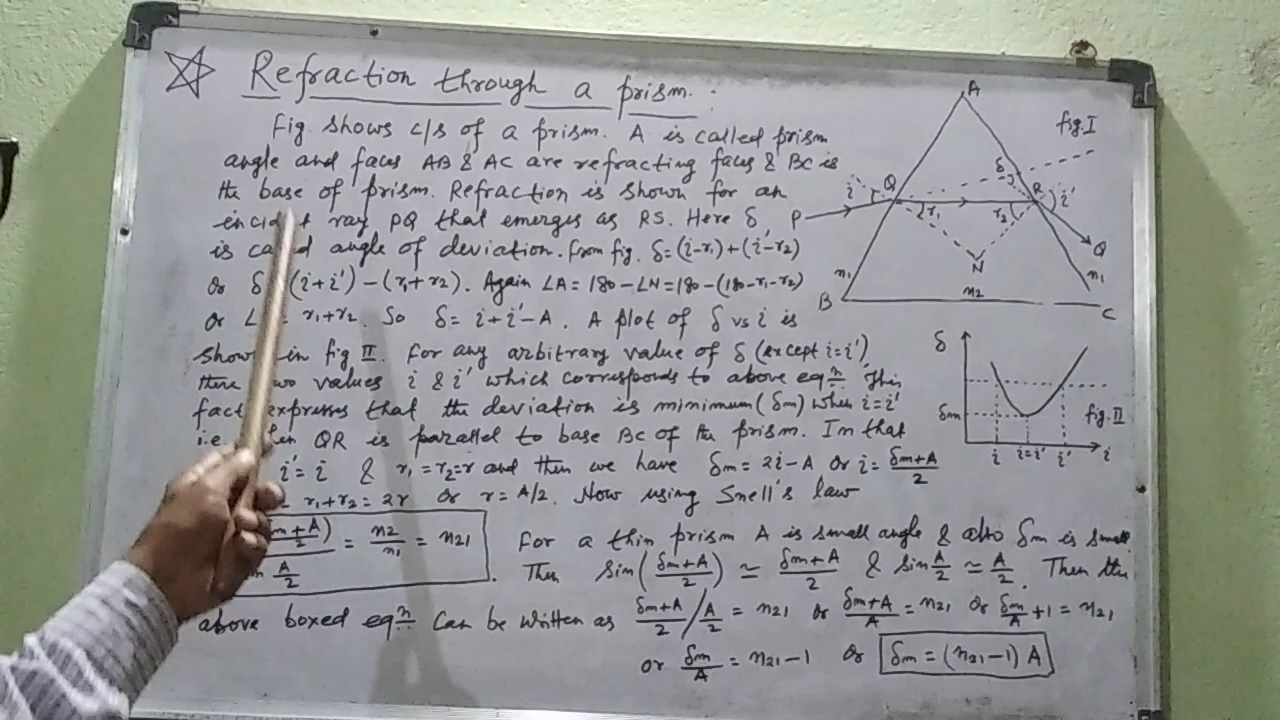 Refraction through a prism. :
Fig. shows c/s of a prism. A is called prism
angle and faces AB & AC are refracting faces & BC is
the base of prism. Refraction is shown for an
ray PQ that emerges as RS. Here δ
is angle of deviation. From fig. δ = (i-r₁) + (i'-r₂)
Or δ (i+i') - (r₁+r₂). Again ∠A = 180 - ∠N = 180 - (180-r₁-r₂)
Or ∠ = r₁+r₂. So δ = i+i'-A. A plot of δ vs i is
in fig II. For any arbitrary value of δ (except i=i')
values i & i' which corresponds to above eqn. This
fact expresses that the deviation is minimum (δm) when i=i'
i.e. QR is parallel to base BC of the prism. In that
i' = i & r₁=r₂=r and then we have δm = 2i-A Or i = δm+A/2
r₁+r₂ = 2r Or r = A/2. Now using Snell's law
m+A)/2 / A/2 = n2/n1 = n21
For a thin prism A is small angle & also δm is small.
Then sin(δm+A/2) ≃ δm+A/2 & sin A/2 ≃ A/2. Then the
above boxed eqn can be written as δm+A/2 / A/2 = n21 Or δm+A/A = n21 Or δm/A +1 = n21
or δm/A = n21-1 Or δm = (n21-1) A
A
fig.I
δ
i Q R i'
P r₁ r₂
Q
N
n1 n1
B n2 C
δ
δm
fig.II
i i=i' i' i